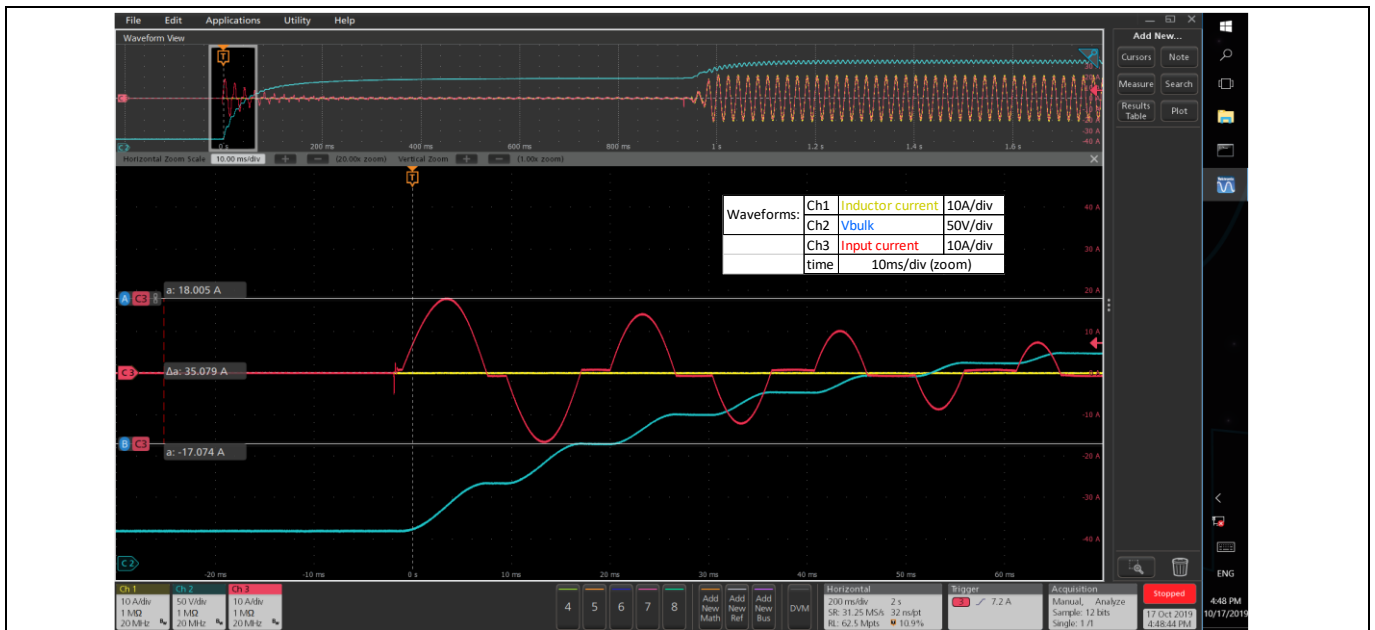 File Edit Applications Utility Help
Waveform View
Add New...
Cursors Note
Measure Search
Results Table Plot
0 s 200 ms 400 ms 600 ms 800 ms 1 s 1.2 s 1.4 s 1.6 s
-30 A
-40 A
Horizontal Zoom Scale 10.00 ms/div + − (20.00x zoom) Vertical Zoom + − (1.00x zoom)
T
Waveforms: Ch1 Inductor current 10A/div
Ch2 Vbulk 50V/div
Ch3 Input current 10A/div
time 10ms/div (zoom)
40 A
30 A
20 A
10 A
-10 A
-20 A
-30 A
-40 A
A C3 a: 18.005 A
C3 Δa: 35.079 A
B C3 a: -17.074 A
C2
-20 ms -10 ms 0 s 10 ms 20 ms 30 ms 40 ms 50 ms 60 ms
Ch 1
10 A/div
1 MΩ
20 MHz
Ch 2
50 V/div
1 MΩ
20 MHz
Ch 3
10 A/div
1 MΩ
20 MHz
4 5 6 7 8
Add New Math
Add New Ref
Add New Bus
DVM
Horizontal
200 ms/div 2 s
SR: 31.25 MS/s 32 ns/pt
RL: 62.5 Mpts 10.9%
Trigger
3 7.2 A
Acquisition
Manual, Analyze
Sample: 12 bits
Single: 1 /1
Stopped
17 Oct 2019
4:48:44 PM
ENG
4:48 PM
10/17/2019